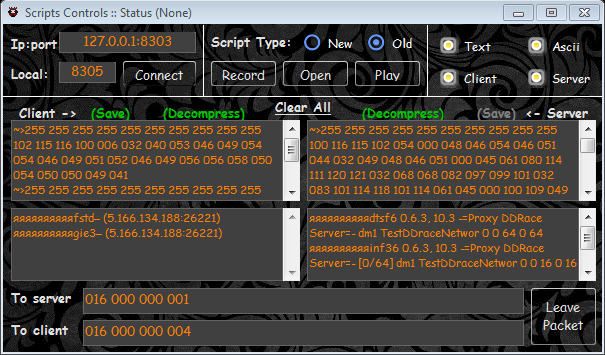 Scripts Controls :: Status (None)
Ip:port 127.0.0.1:8303 Script Type: New Old Text Ascii
Local: 8305 Connect Record Open Play Client Server
Client -> (Save) (Decompress) Clear All (Decompress) (Save) <- Server
~>255 255 255 255 255 255 255 255 255 255
102 115 116 100 006 032 040 053 046 049 054
054 046 049 051 052 046 049 056 056 058 050
054 050 050 049 041
~>255 255 255 255 255 255 255 255 255 255
~>255 255 255 255 255 255 255 255 255 255
100 116 115 102 054 000 048 046 054 046 051
044 032 049 048 046 051 000 045 061 080 114
111 120 121 032 068 068 082 097 099 101 032
083 101 114 118 101 114 061 045 000 100 109 049
яяяяяяяяяяfstd– (5.166.134.188:26221)
яяяяяяяяяяgie3– (5.166.134.188:26221)
яяяяяяяяяяdtsf6 0.6.3, 10.3 -=Proxy DDRace
Server=- dm1 TestDDraceNetwor 0 0 64 0 64
яяяяяяяяяяinf36 0.6.3, 10.3 -=Proxy DDRace
Server=- [0/64] dm1 TestDDraceNetwor 0 0 16 0 16
To server 016 000 000 001
To client 016 000 000 004
Leave
Packet